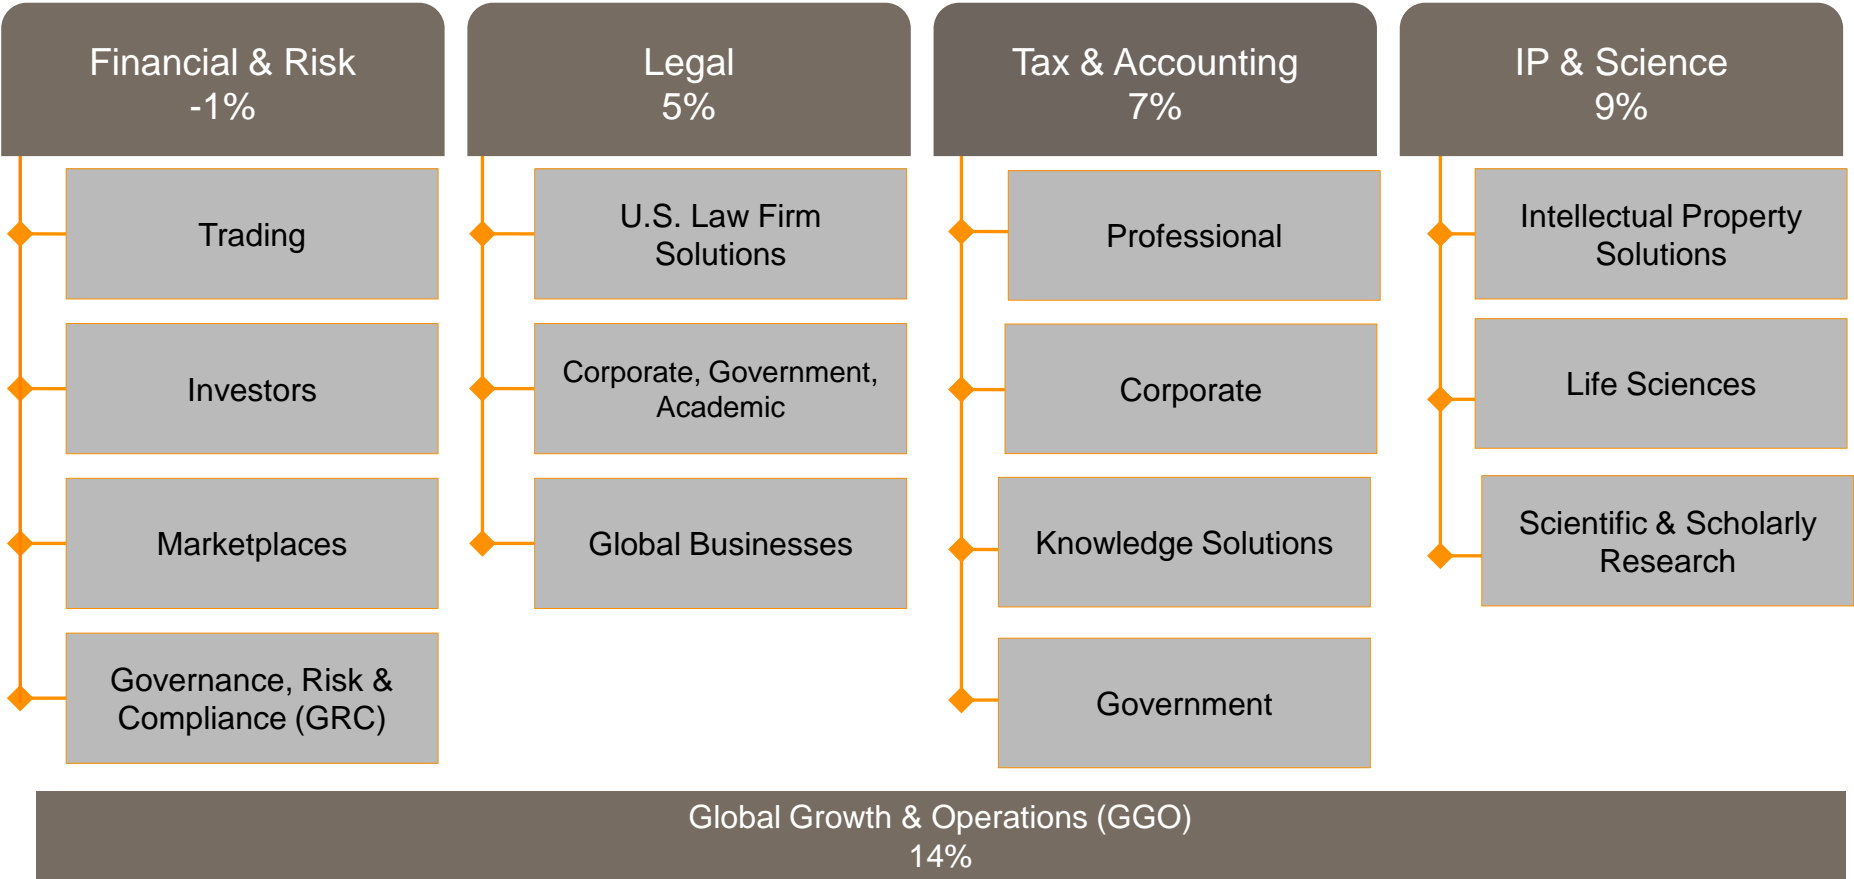 Financial & Risk
-1%
Trading
Investors
Marketplaces
Governance, Risk &
Compliance (GRC)
Legal
5%
U.S. Law Firm
Solutions
Corporate, Government,
Academic
Global Businesses
Tax & Accounting
7%
Professional
Corporate
Knowledge Solutions
Government
IP & Science
9%
Intellectual Property
Solutions
Life Sciences
Scientific & Scholarly
Research
Global Growth & Operations (GGO)
14%